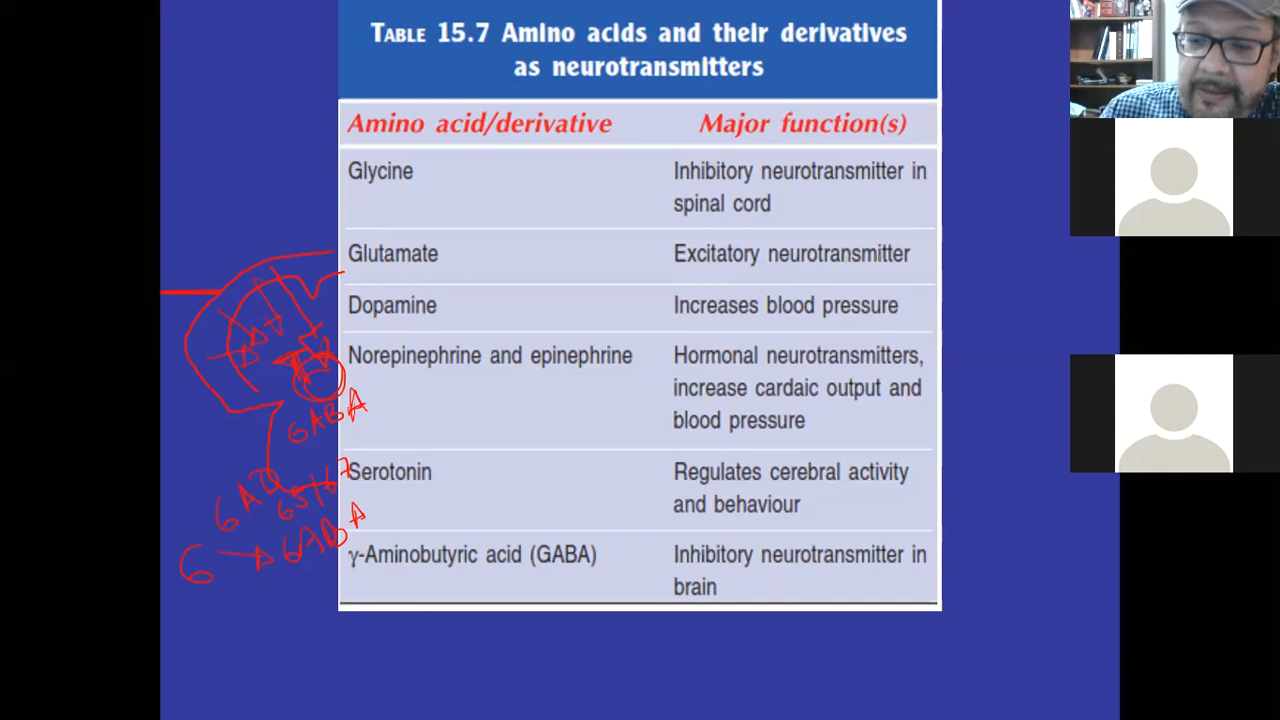 TABLE 15.7 Amino acids and their derivatives
as neurotransmitters
Amino acid/derivative Major function(s)
Glycine Inhibitory neurotransmitter in
spinal cord
Glutamate Excitatory neurotransmitter
Dopamine Increases blood pressure
Norepinephrine and epinephrine Hormonal neurotransmitters,
increase cardaic output and
blood pressure
Serotonin Regulates cerebral activity
and behaviour
γ-Aminobutyric acid (GABA) Inhibitory neurotransmitter in
brain
GABA
GAD 65+67
G → GABA